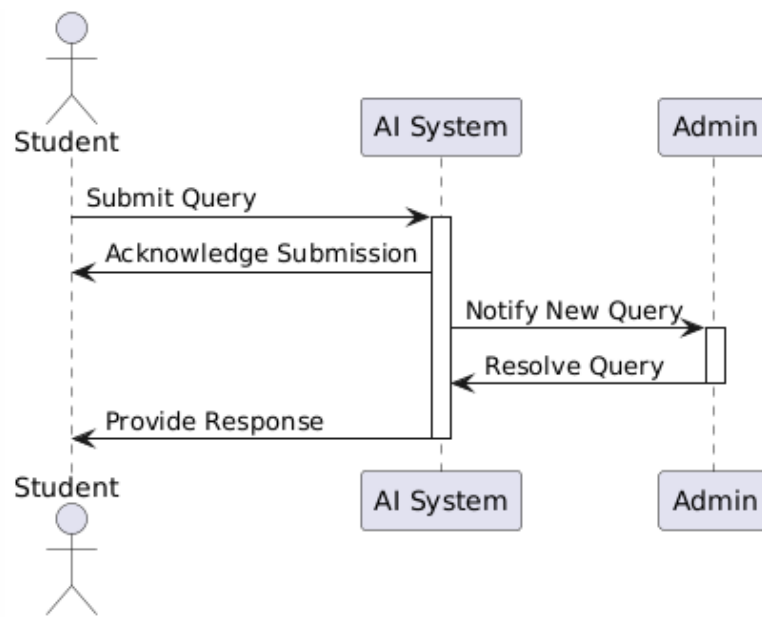 Student
AI System
Admin
Submit Query
Acknowledge Submission
Notify New Query
Resolve Query
Provide Response
Student
AI System
Admin